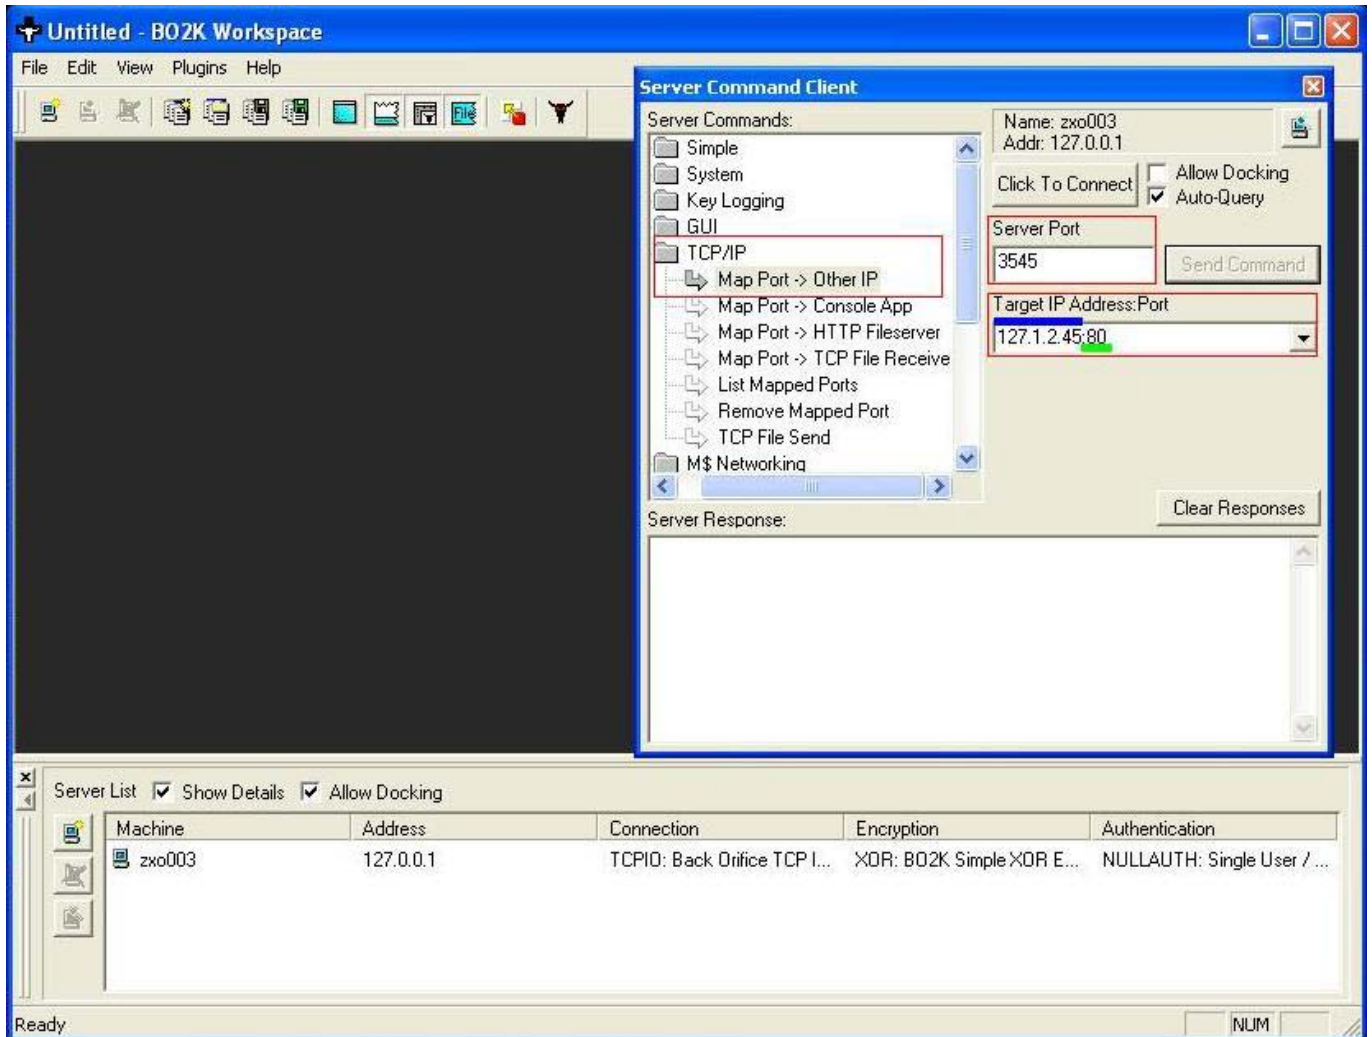 Untitled - BO2K Workspace
File Edit View Plugins Help
File
Server Command Client
Server Commands:
Simple
System
Key Logging
GUI
TCP/IP
Map Port -> Other IP
Map Port -> Console App
Map Port -> HTTP Fileserver
Map Port -> TCP File Receive
List Mapped Ports
Remove Mapped Port
TCP File Send
M$ Networking
Name: zxo003
Addr: 127.0.0.1
Click To Connect
Allow Docking
Auto-Query
Server Port
3545
Send Command
Target IP Address:Port
127.1.2.45:80
Clear Responses
Server Response:
Server List Show Details Allow Docking
Machine Address Connection Encryption Authentication
zxo003 127.0.0.1 TCPIO: Back Orifice TCP I... XOR: BO2K Simple XOR E... NULLAUTH: Single User / ...
Ready NUM